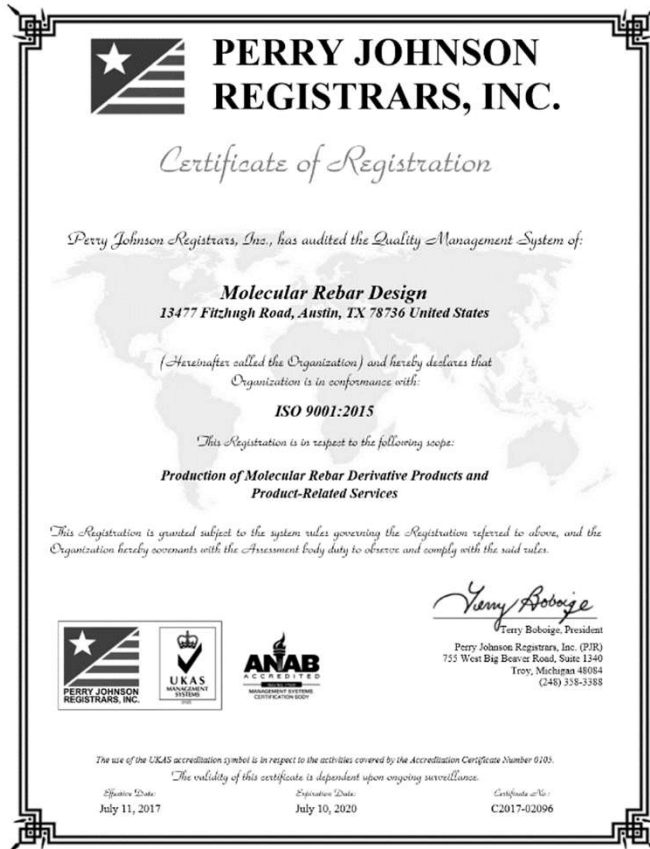 PERRY JOHNSON
REGISTRARS, INC.
Certificate of Registration
Perry Johnson Registrars, Inc., has audited the Quality Management System of:
Molecular Rebar Design
13477 Fitzhugh Road, Austin, TX 78736 United States
(Hereinafter called the Organization) and hereby declares that
Organization is in conformance with:
ISO 9001:2015
This Registration is in respect to the following scope:
Production of Molecular Rebar Derivative Products and
Product-Related Services
This Registration is granted subject to the system rules governing the Registration referred to above, and the
Organization hereby covenants with the Assessment body duty to observe and comply with the said rules.
Terry Boboige
Terry Boboige, President
Perry Johnson Registrars, Inc. (PJR)
755 West Big Beaver Road, Suite 1340
Troy, Michigan 48084
(248) 358-3388
PERRY JOHNSON
REGISTRARS, INC.
UKAS
MANAGEMENT
SYSTEMS
ANAB
ACCREDITED
MANAGEMENT SYSTEMS
CERTIFICATION BODY
The use of the UKAS accreditation symbol is in respect to the activities covered by the Accreditation Certificate Number 0105.
The validity of this certificate is dependent upon ongoing surveillance.
Effective Date: Expiration Date: Certificate No.:
July 11, 2017 July 10, 2020 C2017-02096